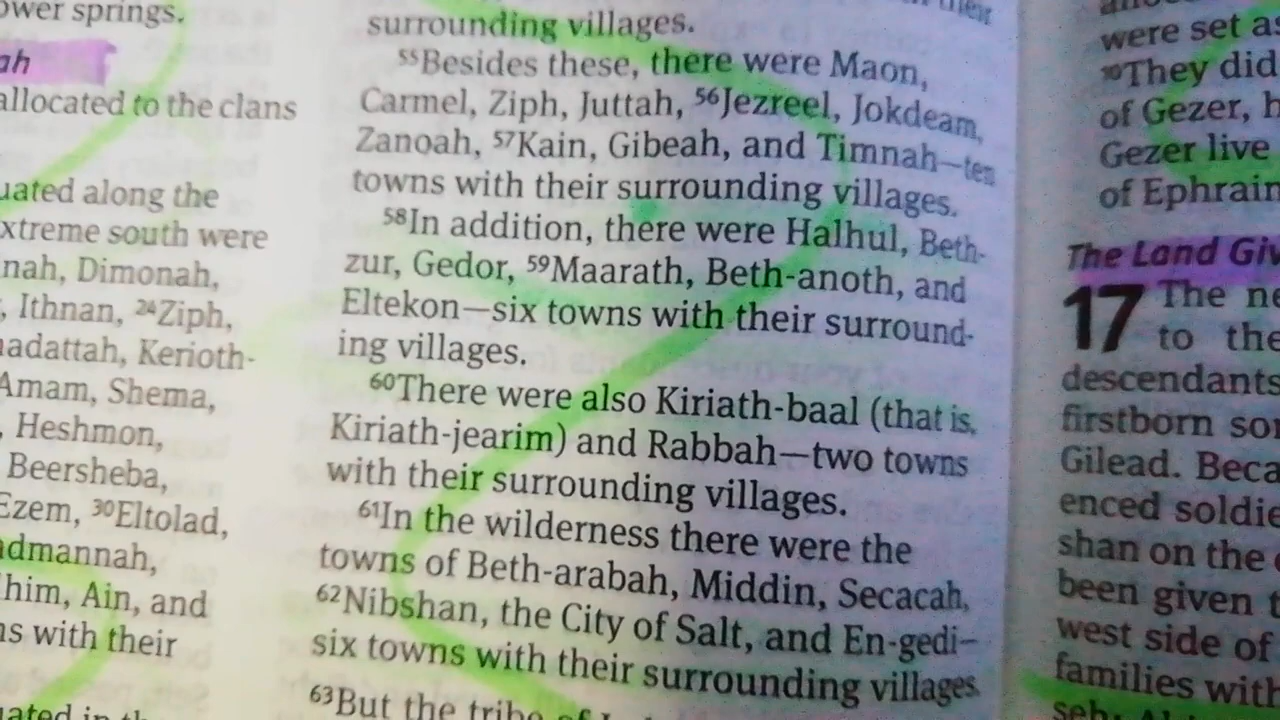 ower springs.
ah
allocated to the clans
uated along the
xtreme south were
nah, Dimonah,
, Ithnan, ²⁴Ziph,
adattah, Kerioth-
Amam, Shema,
, Heshmon,
Beersheba,
Ezem, ³⁰Eltolad,
admannah,
him, Ain, and
ns with their
surrounding villages.
⁵⁵Besides these, there were Maon,
Carmel, Ziph, Juttah, ⁵⁶Jezreel, Jokdeam,
Zanoah, ⁵⁷Kain, Gibeah, and Timnah—ten
towns with their surrounding villages.
⁵⁸In addition, there were Halhul, Beth-
zur, Gedor, ⁵⁹Maarath, Beth-anoth, and
Eltekon—six towns with their surround-
ing villages.
⁶⁰There were also Kiriath-baal (that is,
Kiriath-jearim) and Rabbah—two towns
with their surrounding villages.
⁶¹In the wilderness there were the
towns of Beth-arabah, Middin, Secacah,
⁶²Nibshan, the City of Salt, and En-gedi—
six towns with their surrounding villages.
⁶³But the tribe of
were set as
¹⁰They did
of Gezer, h
Gezer live
of Ephraim
The Land Giv
17 The ne
to the
descendants
firstborn so
Gilead. Beca
enced soldie
shan on the
been given t
west side of
families with